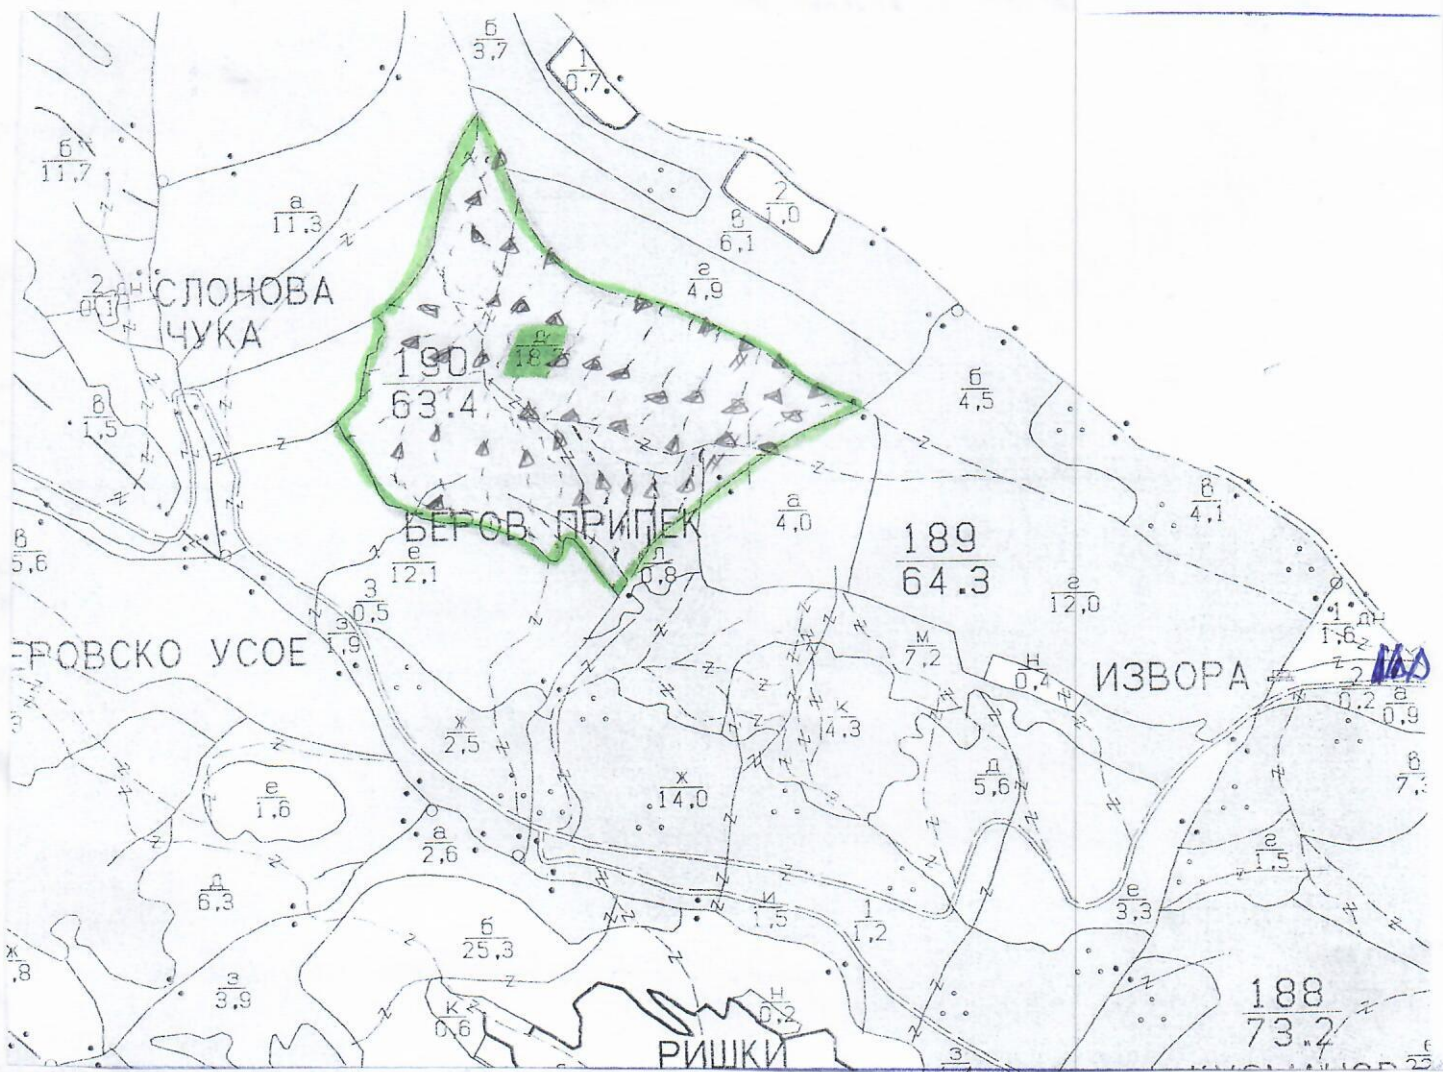 б
3,7
1
0,7
б
11,7
2
1,0
а
11,3
в
6,1
г
4,9
2
0,1
дн
СЛОНОВА
ЧУКА
д
190
63.4
б
4,5
в
1,5
а
4,0
в
4,1
БЕРОВ ПРИПЕК
189
64.3
в
5,6
е
12,1
л
0,8
з
0,5
г
12,0
з
1,9
1
1,6
дн
ЕРОВСКО УСОЕ
м
7,2
н
0,4
ИЗВОРА
2
0,2
а
0,9
ж
2,5
к
4,3
д
5,6
ж
14,0
е
1,6
а
2,6
г
1,5
д
6,3
и
1,5
1
1,2
е
3,3
б
25,3
ж
,8
з
3,9
к
0,6
н
0,2
188
73.2
РИШКИ
з